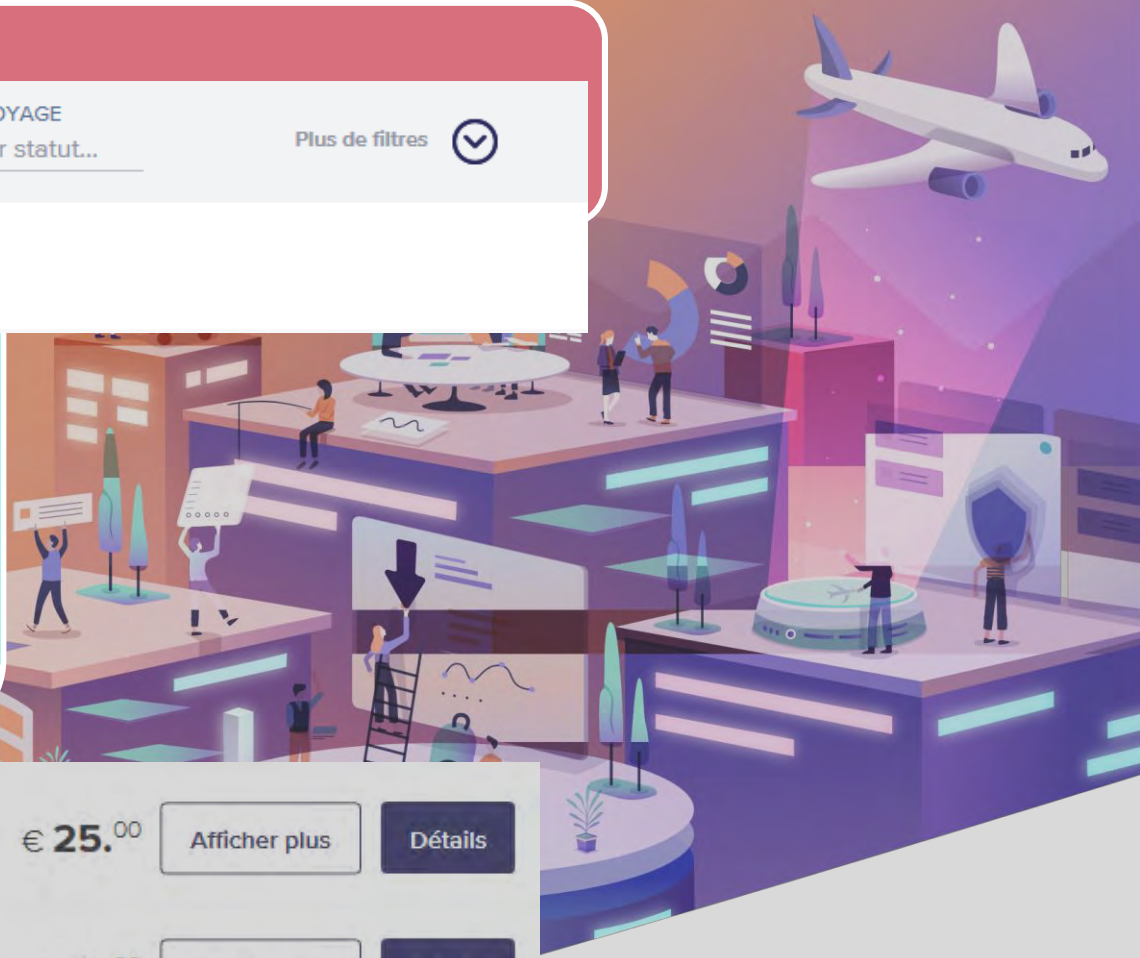 OYAGE
r statut...
Plus de filtres
€ 25.00
Afficher plus
Détails